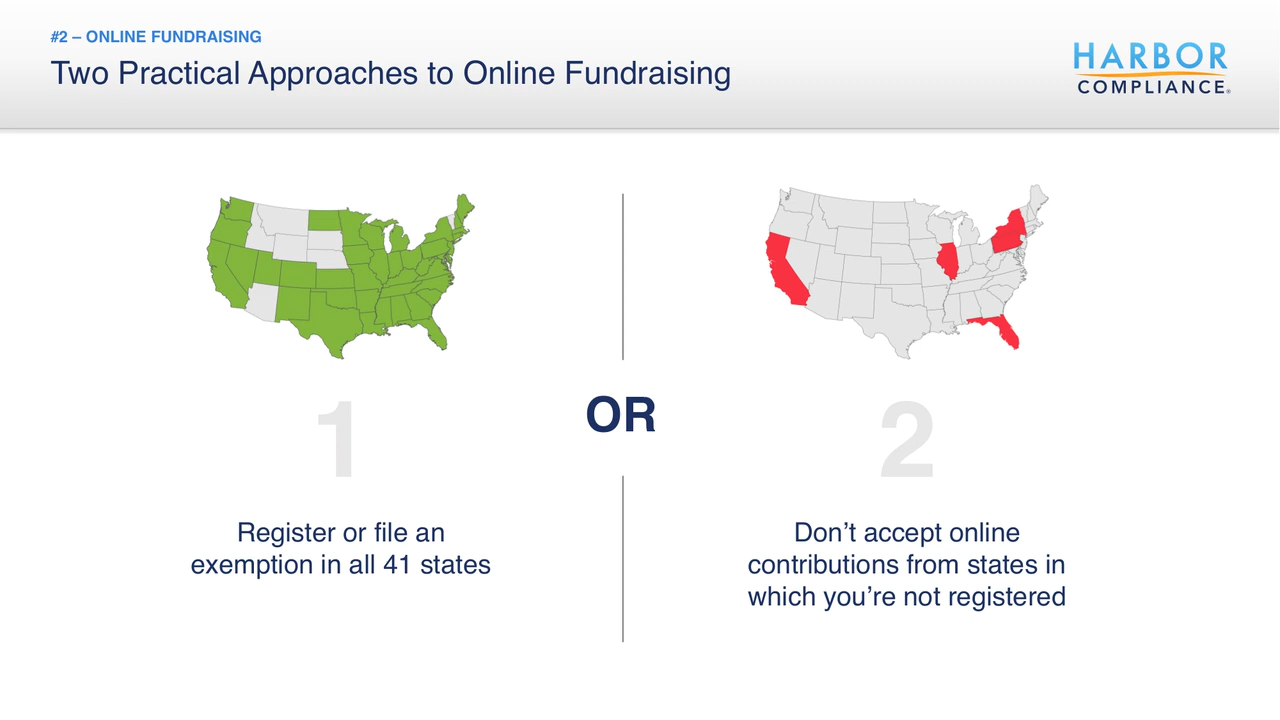 #2 – ONLINE FUNDRAISING
Two Practical Approaches to Online Fundraising
HARBOR
COMPLIANCE®
1
OR
2
Register or file an
exemption in all 41 states
Don’t accept online
contributions from states in
which you’re not registered